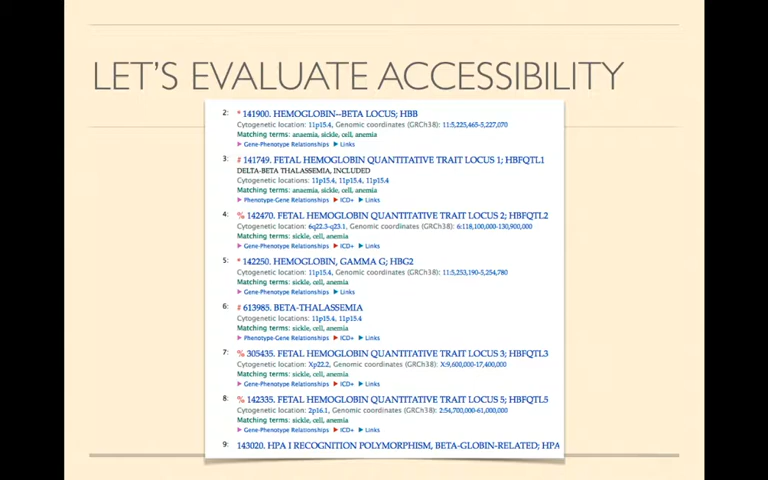 LET'S EVALUATE ACCESSIBILITY
2: * 141900. HEMOGLOBIN--BETA LOCUS; HBB
Cytogenetic location: 11p15.4, Genomic coordinates (GRCh38): 11:5,225,465-5,227,070
Matching terms: anaemia, sickle, cell, anemia
▶ Gene-Phenotype Relationships ▶ Links
3: # 141749. FETAL HEMOGLOBIN QUANTITATIVE TRAIT LOCUS 1; HBFQTL1
DELTA-BETA THALASSEMIA, INCLUDED
Cytogenetic locations: 11p15.4, 11p15.4, 11p15.4
Matching terms: anaemia, sickle, cell, anemia
▶ Phenotype-Gene Relationships ▶ ICD+ ▶ Links
4: % 142470. FETAL HEMOGLOBIN QUANTITATIVE TRAIT LOCUS 2; HBFQTL2
Cytogenetic location: 6q22.3-q23.1, Genomic coordinates (GRCh38): 6:118,100,000-130,900,000
Matching terms: sickle, cell, anemia
▶ Gene-Phenotype Relationships ▶ ICD+ ▶ Links
5: * 142250. HEMOGLOBIN, GAMMA G; HBG2
Cytogenetic location: 11p15.4, Genomic coordinates (GRCh38): 11:5,253,190-5,254,780
Matching terms: sickle, cell, anemia
▶ Gene-Phenotype Relationships ▶ Links
6: # 613985. BETA-THALASSEMIA
Cytogenetic locations: 11p15.4, 11p15.4
Matching terms: sickle, cell, anemia
▶ Phenotype-Gene Relationships ▶ ICD+ ▶ Links
7: % 305435. FETAL HEMOGLOBIN QUANTITATIVE TRAIT LOCUS 3; HBFQTL3
Cytogenetic location: Xp22.2, Genomic coordinates (GRCh38): X:9,600,000-17,400,000
Matching terms: sickle, cell, anemia
▶ Gene-Phenotype Relationships ▶ ICD+ ▶ Links
8: % 142335. FETAL HEMOGLOBIN QUANTITATIVE TRAIT LOCUS 5; HBFQTL5
Cytogenetic location: 2p16.1, Genomic coordinates (GRCh38): 2:54,700,000-61,000,000
Matching terms: sickle, cell, anemia
▶ Gene-Phenotype Relationships ▶ ICD+ ▶ Links
9: 143020. HPA I RECOGNITION POLYMORPHISM, BETA-GLOBIN-RELATED; HPA